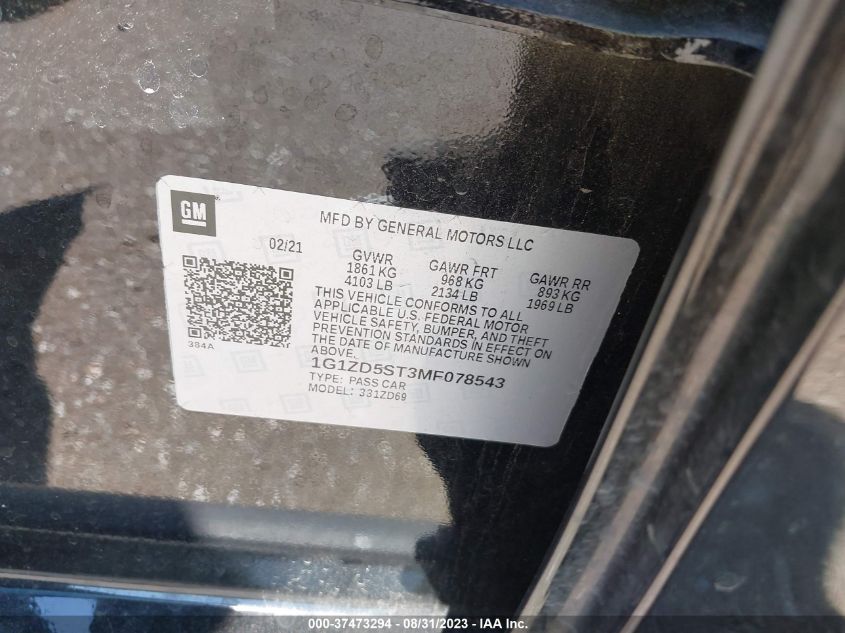 GM
MFD BY GENERAL MOTORS LLC
02/21
GVWR
1861 KG
4103 LB
GAWR FRT
968 KG
2134 LB
GAWR RR
893 KG
1969 LB
THIS VEHICLE CONFORMS TO ALL
APPLICABLE U.S. FEDERAL MOTOR
VEHICLE SAFETY, BUMPER, AND THEFT
PREVENTION STANDARDS IN EFFECT ON
THE DATE OF MANUFACTURE SHOWN
ABOVE.
384A
1G1ZD5ST3MF078543
TYPE: PASS CAR
MODEL: 331ZD69
000-37473294 - 08/31/2023 - IAA Inc.